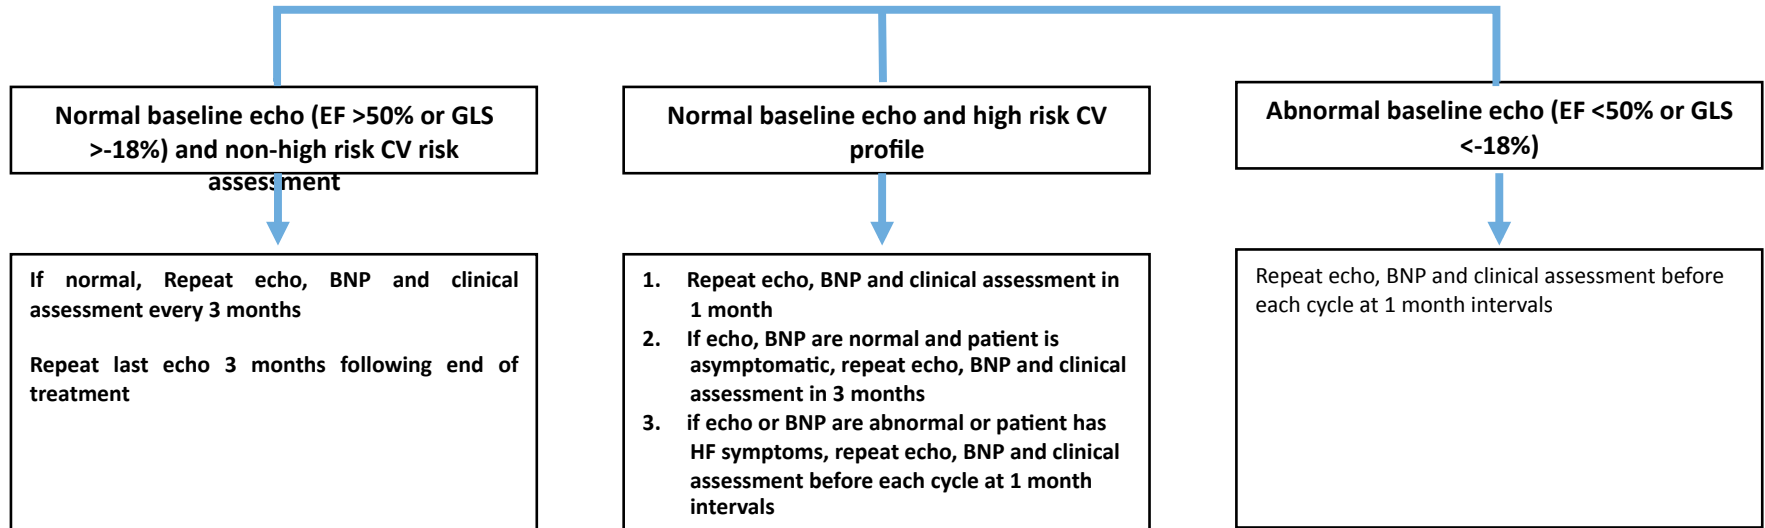 Normal baseline echo (EF >50% or GLS
>-18%) and non-high risk CV risk
assessment
If normal, Repeat echo, BNP and clinical
assessment every 3 months
Repeat last echo 3 months following end of
treatment
Normal baseline echo and high risk CV
profile
1. Repeat echo, BNP and clinical assessment in
1 month
2. If echo, BNP are normal and patient is
asymptomatic, repeat echo, BNP and clinical
assessment in 3 months
3. if echo or BNP are abnormal or patient has
HF symptoms, repeat echo, BNP and clinical
assessment before each cycle at 1 month
intervals
Abnormal baseline echo (EF <50% or GLS
<-18%)
Repeat echo, BNP and clinical assessment before
each cycle at 1 month intervals